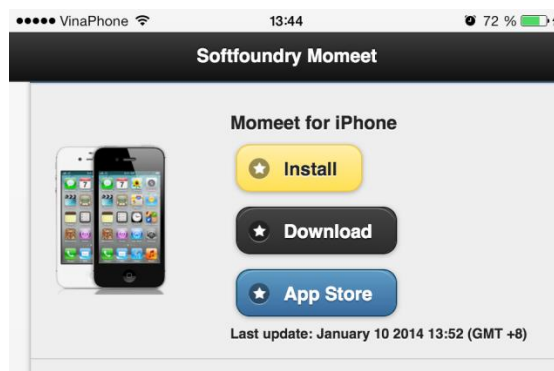 VinaPhone 13:44 72 %
Softfoundry Momeet
Momeet for iPhone
Install
Download
App Store
Last update: January 10 2014 13:52 (GMT +8)